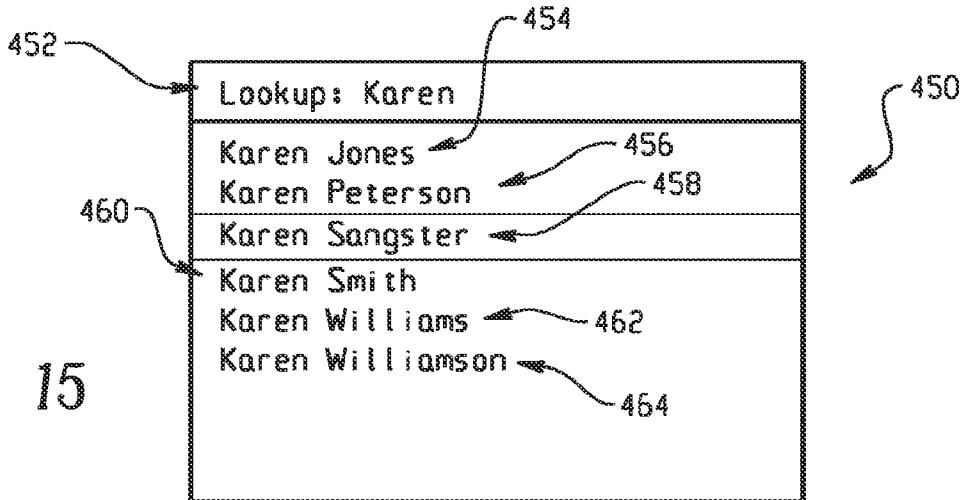 454
452
Lookup: Karen
450
Karen Jones
456
Karen Peterson
458
460
Karen Sangster
Karen Smith
Karen Williams
462
Karen Williamson
15
464